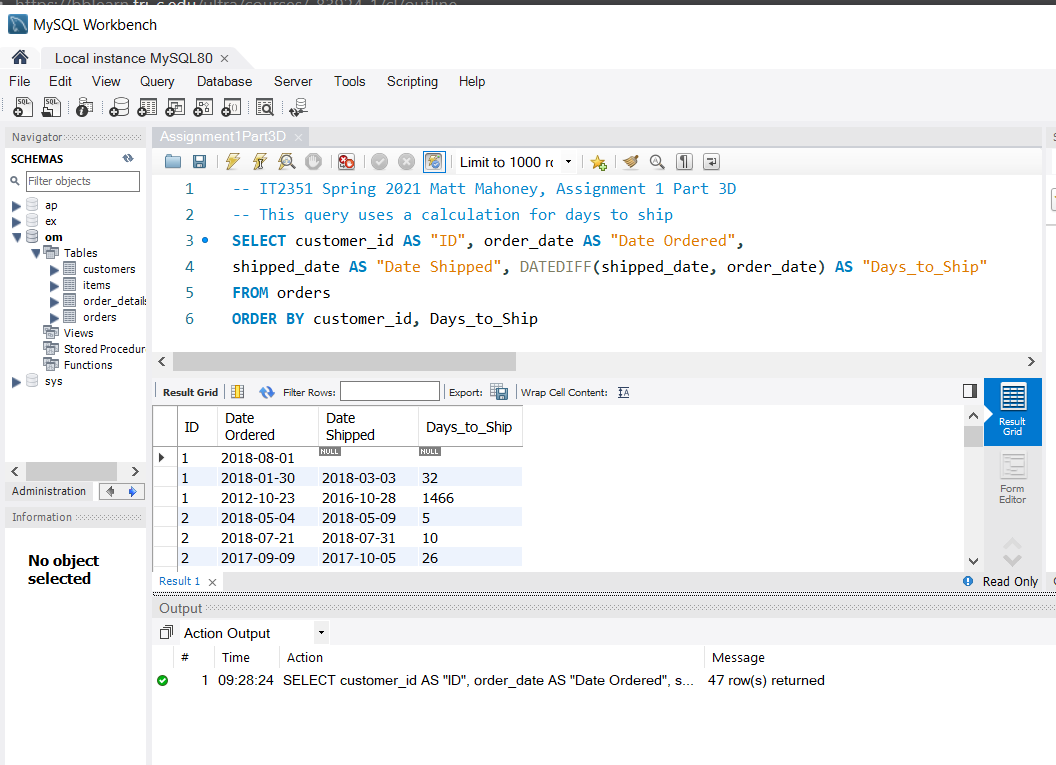 MySQL Workbench
Local instance MySQL80 ×
File Edit View Query Database Server Tools Scripting Help
Navigator
SCHEMAS
Filter objects
ap
ex
om
Tables
customers
items
order_details
orders
Views
Stored Procedur
Functions
sys
Administration
Information
No object
selected
Assignment1Part3D ×
Limit to 1000 ro
1 -- IT2351 Spring 2021 Matt Mahoney, Assignment 1 Part 3D
2 -- This query uses a calculation for days to ship
3 SELECT customer_id AS "ID", order_date AS "Date Ordered",
4 shipped_date AS "Date Shipped", DATEDIFF(shipped_date, order_date) AS "Days_to_Ship"
5 FROM orders
6 ORDER BY customer_id, Days_to_Ship
Result Grid Filter Rows: Export: Wrap Cell Content:
ID Date Ordered Date Shipped Days_to_Ship
1 2018-08-01 NULL NULL
1 2018-01-30 2018-03-03 32
1 2012-10-23 2016-10-28 1466
2 2018-05-04 2018-05-09 5
2 2018-07-21 2018-07-31 10
2 2017-09-09 2017-10-05 26
Result
Grid
Form
Editor
Result 1 × Read Only
Output
Action Output
# Time Action Message
1 09:28:24 SELECT customer_id AS "ID", order_date AS "Date Ordered", s... 47 row(s) returned